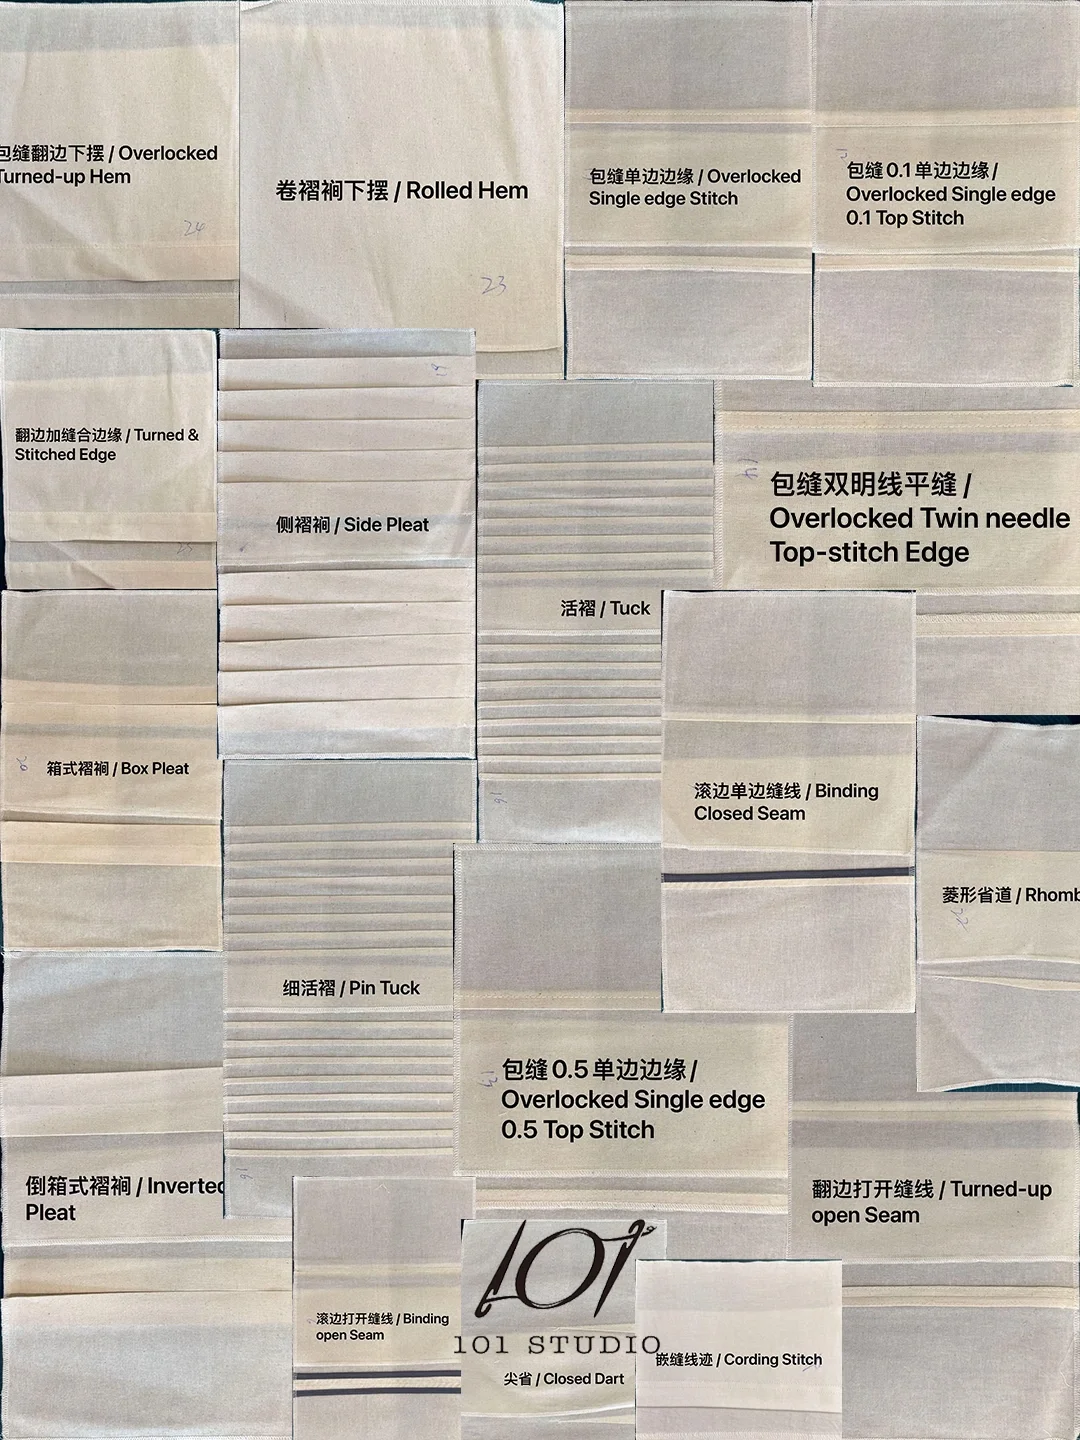 包缝翻边下摆 / Overlocked
Turned-up Hem
24
卷褶裥下摆 / Rolled Hem
23
包缝单边边缘 / Overlocked
Single edge Stitch
包缝 0.1 单边边缘 /
Overlocked Single edge
0.1 Top Stitch
翻边加缝合边缘 / Turned &
Stitched Edge
19
侧褶裥 / Side Pleat
活褶 / Tuck
16
14
包缝双明线平缝 /
Overlocked Twin needle
Top-stitch Edge
20
箱式褶裥 / Box Pleat
滚边单边缝线 / Binding
Closed Seam
菱形省道 / Rhomb
细活褶 / Pin Tuck
16
13
包缝 0.5 单边边缘 /
Overlocked Single edge
0.5 Top Stitch
倒箱式褶裥 / Inverted
Pleat
翻边打开缝线 / Turned-up
open Seam
滚边打开缝线 / Binding
open Seam
101
101 STUDIO
尖省 / Closed Dart
嵌缝线迹 / Cording Stitch